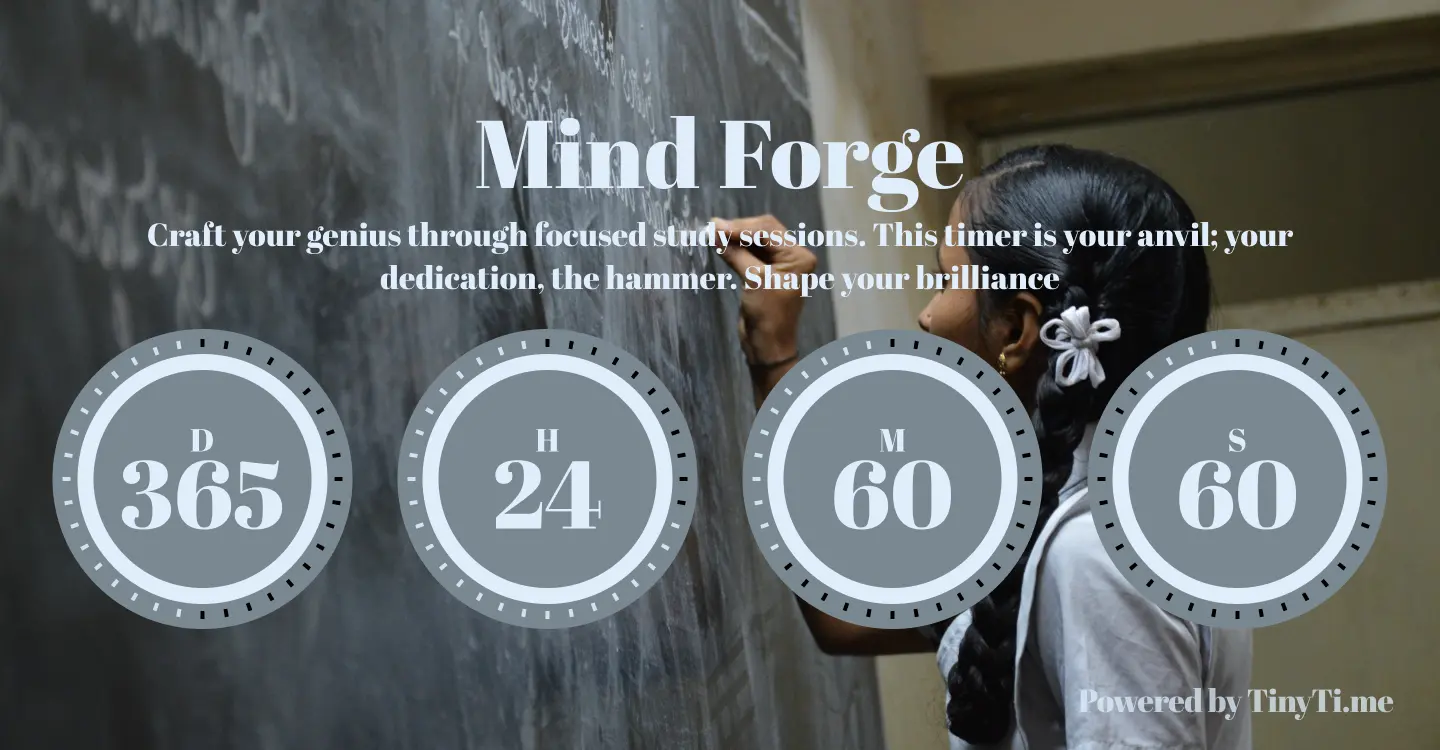 Mind Forge
Craft your genius through focused study sessions. This timer is your anvil; your
dedication, the hammer. Shape your brilliance
D
365
H
24
M
60
S
60
Powered by TinyTi.me